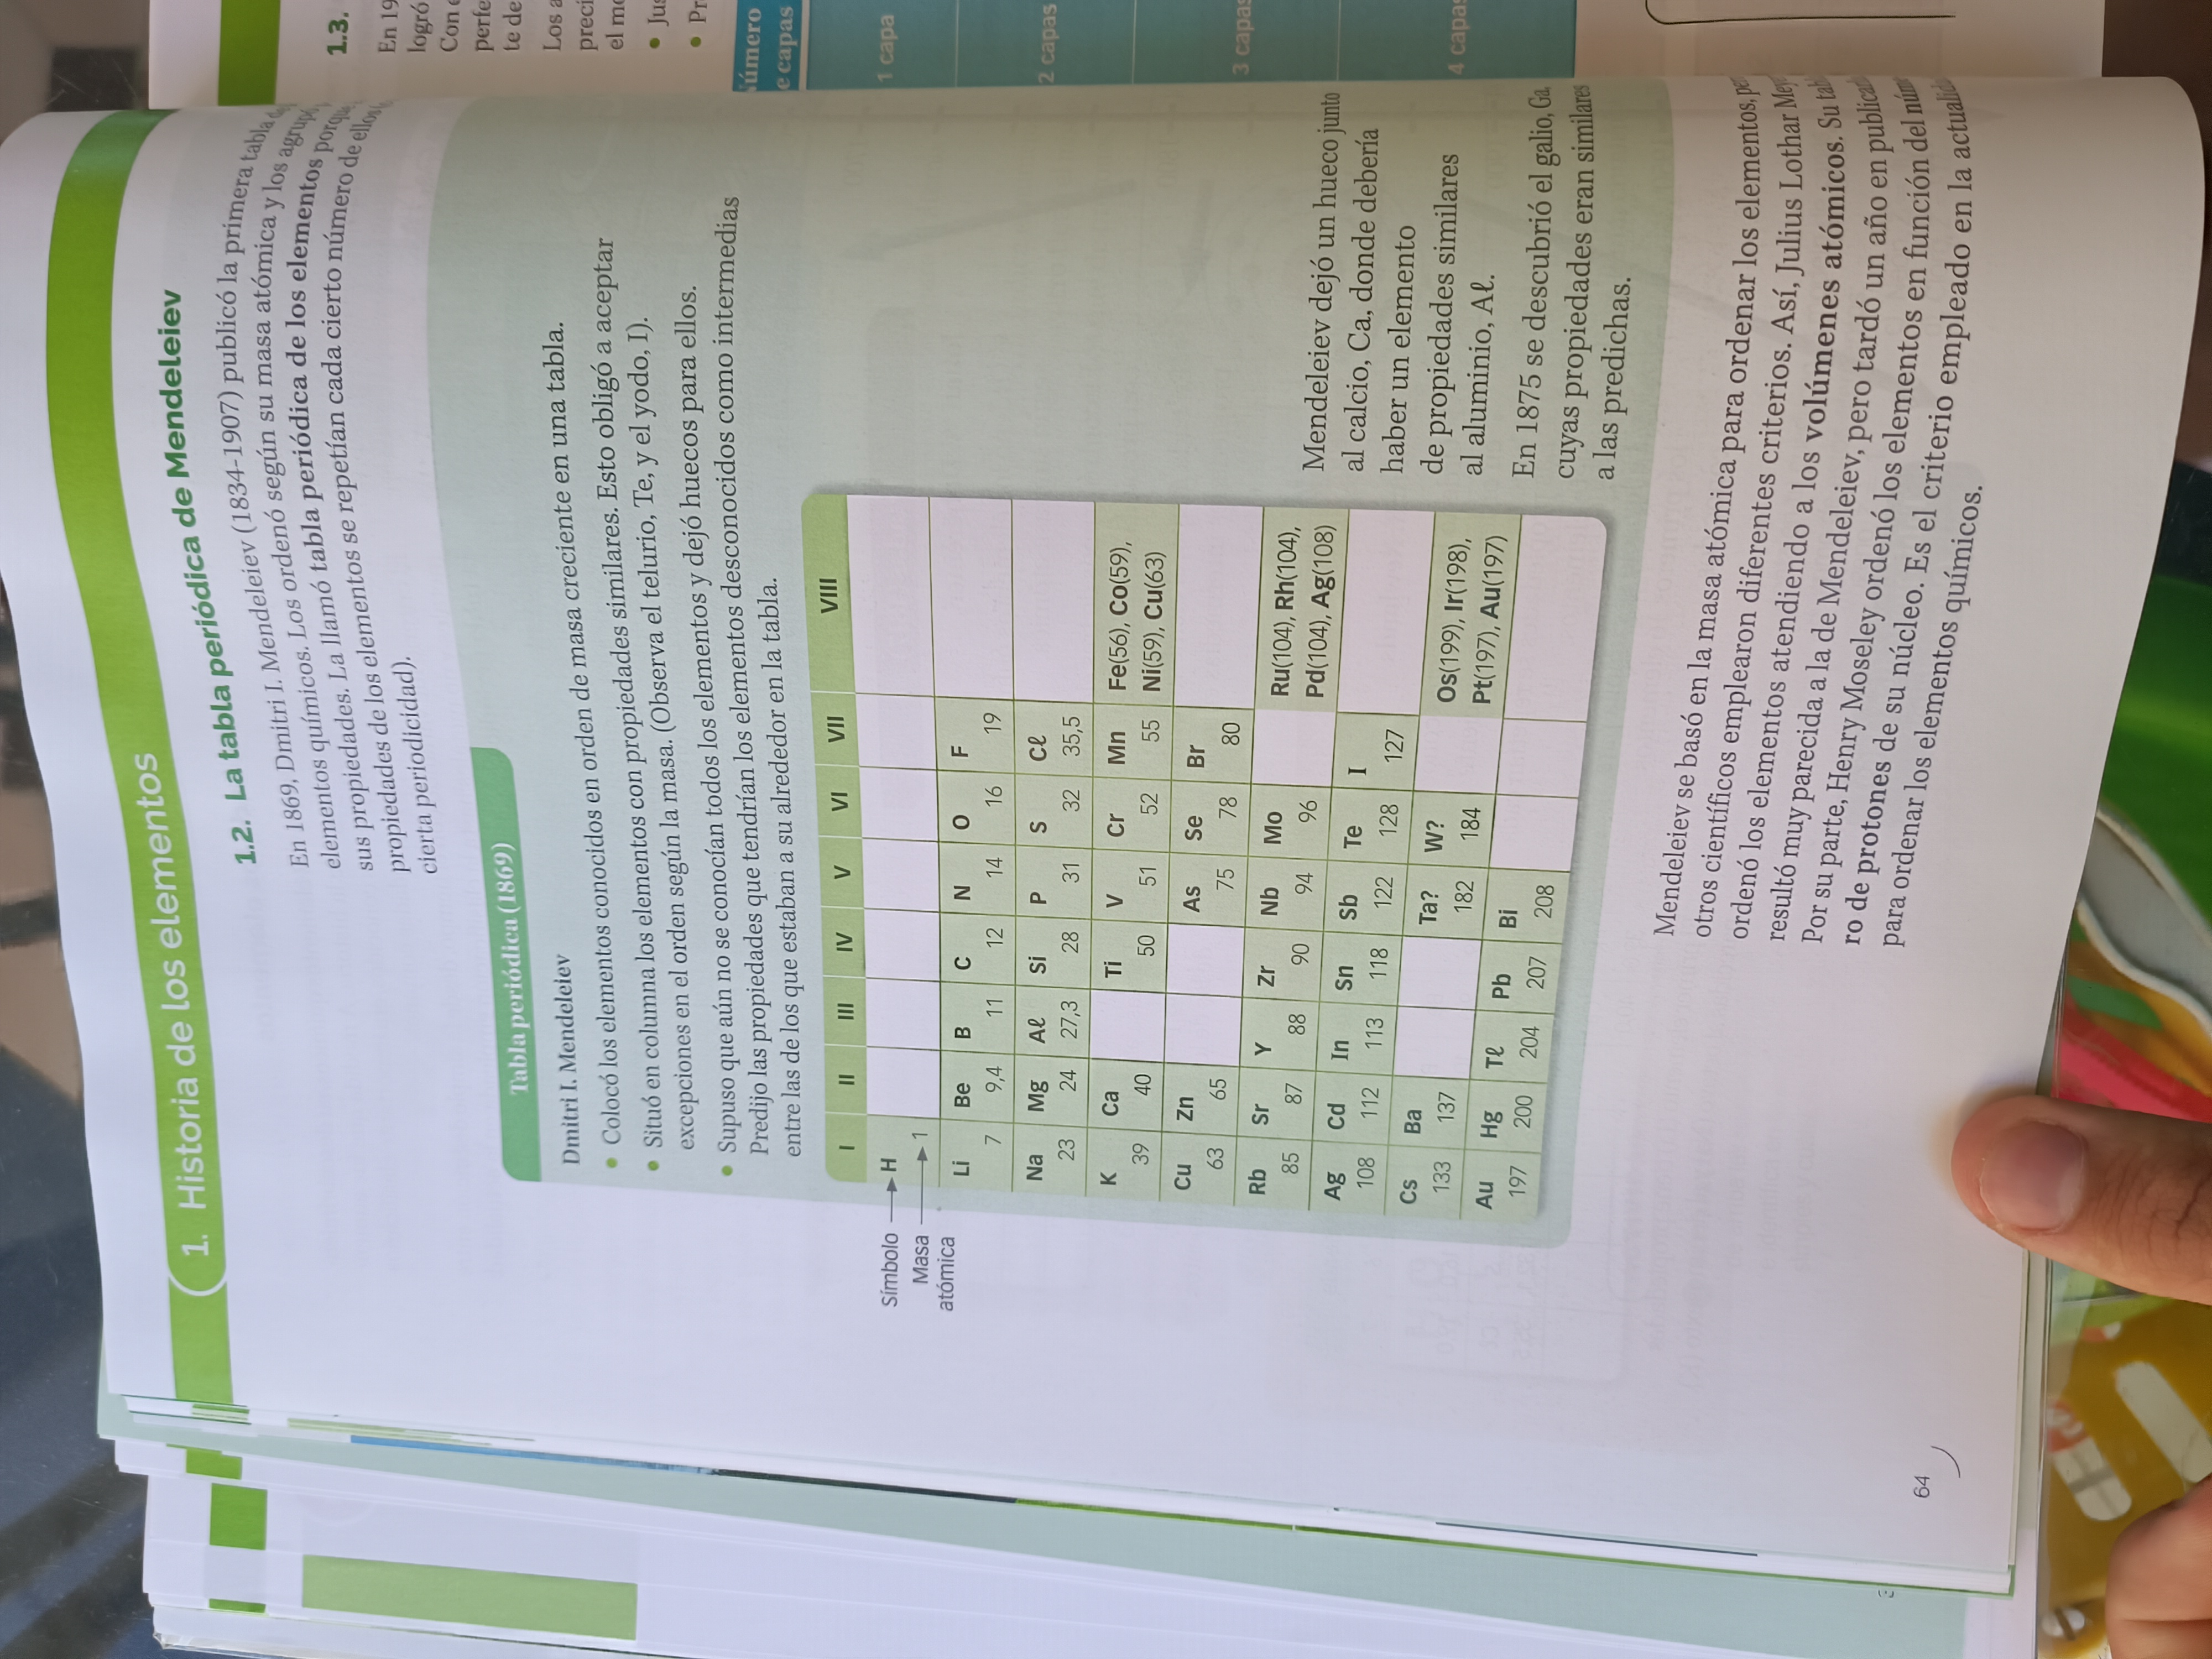 1. Historia de los elementos
1.2. La tabla periódica de Mendeleiev
En 1869, Dmitri I. Mendeleiev (1834-1907) publicó la primera tabla de
elementos químicos. Los ordenó según su masa atómica y los agrupó
sus propiedades. La llamó tabla periódica de los elementos porque
propiedades de los elementos se repetían cada cierto número de ellos
cierta periodicidad).
Tabla periódica (1869)
Dmitri I. Mendeleiev
• Colocó los elementos conocidos en orden de masa creciente en una tabla.
• Situó en columna los elementos con propiedades similares. Esto obligó a aceptar
excepciones en el orden según la masa. (Observa el telurio, Te, y el yodo, I).
• Supuso que aún no se conocían todos los elementos y dejó huecos para ellos.
Predijo las propiedades que tendrían los elementos desconocidos como intermedias
entre las de los que estaban a su alrededor en la tabla.
I II III IV V VI VII VIII
Símbolo H
Masa 1
atómica
Li Be B C N O F
7 9,4 11 12 14 16 19
Na Mg Aℓ Si P S Cℓ
23 24 27,3 28 31 32 35,5
K Ca Ti V Cr Mn Fe(56), Co(59),
39 40 50 51 52 55 Ni(59), Cu(63)
Cu Zn As Se Br
63 65 75 78 80
Rb Sr Y Zr Nb Mo Ru(104), Rh(104),
85 87 88 90 94 96 Pd(104), Ag(108)
Ag Cd In Sn Sb Te I
108 112 113 118 122 128 127
Cs Ba Ta? W? Os(199), Ir(198),
133 137 182 184 Pt(197), Au(197)
Au Hg Tℓ Pb Bi
197 200 204 207 208
Mendeleiev dejó un hueco junto
al calcio, Ca, donde debería
haber un elemento
de propiedades similares
al aluminio, Aℓ.
En 1875 se descubrió el galio, Ga,
cuyas propiedades eran similares
a las predichas.
Mendeleiev se basó en la masa atómica para ordenar los elementos,
otros científicos emplearon diferentes criterios. Así, Julius Lothar
ordenó los elementos atendiendo a los volúmenes atómicos. Su
resultó muy parecida a la de Mendeleiev, pero tardó un año en
Por su parte, Henry Moseley ordenó los elementos en función del
ro de protones de su núcleo. Es el criterio empleado en la
para ordenar los elementos químicos.
64
1.3.
En 19
logró
Con
perfe
te de
Los a
preci
el mo
• Jus
• Pr
Número
e capas
1 capa
2 capas
3 capas
4 capas